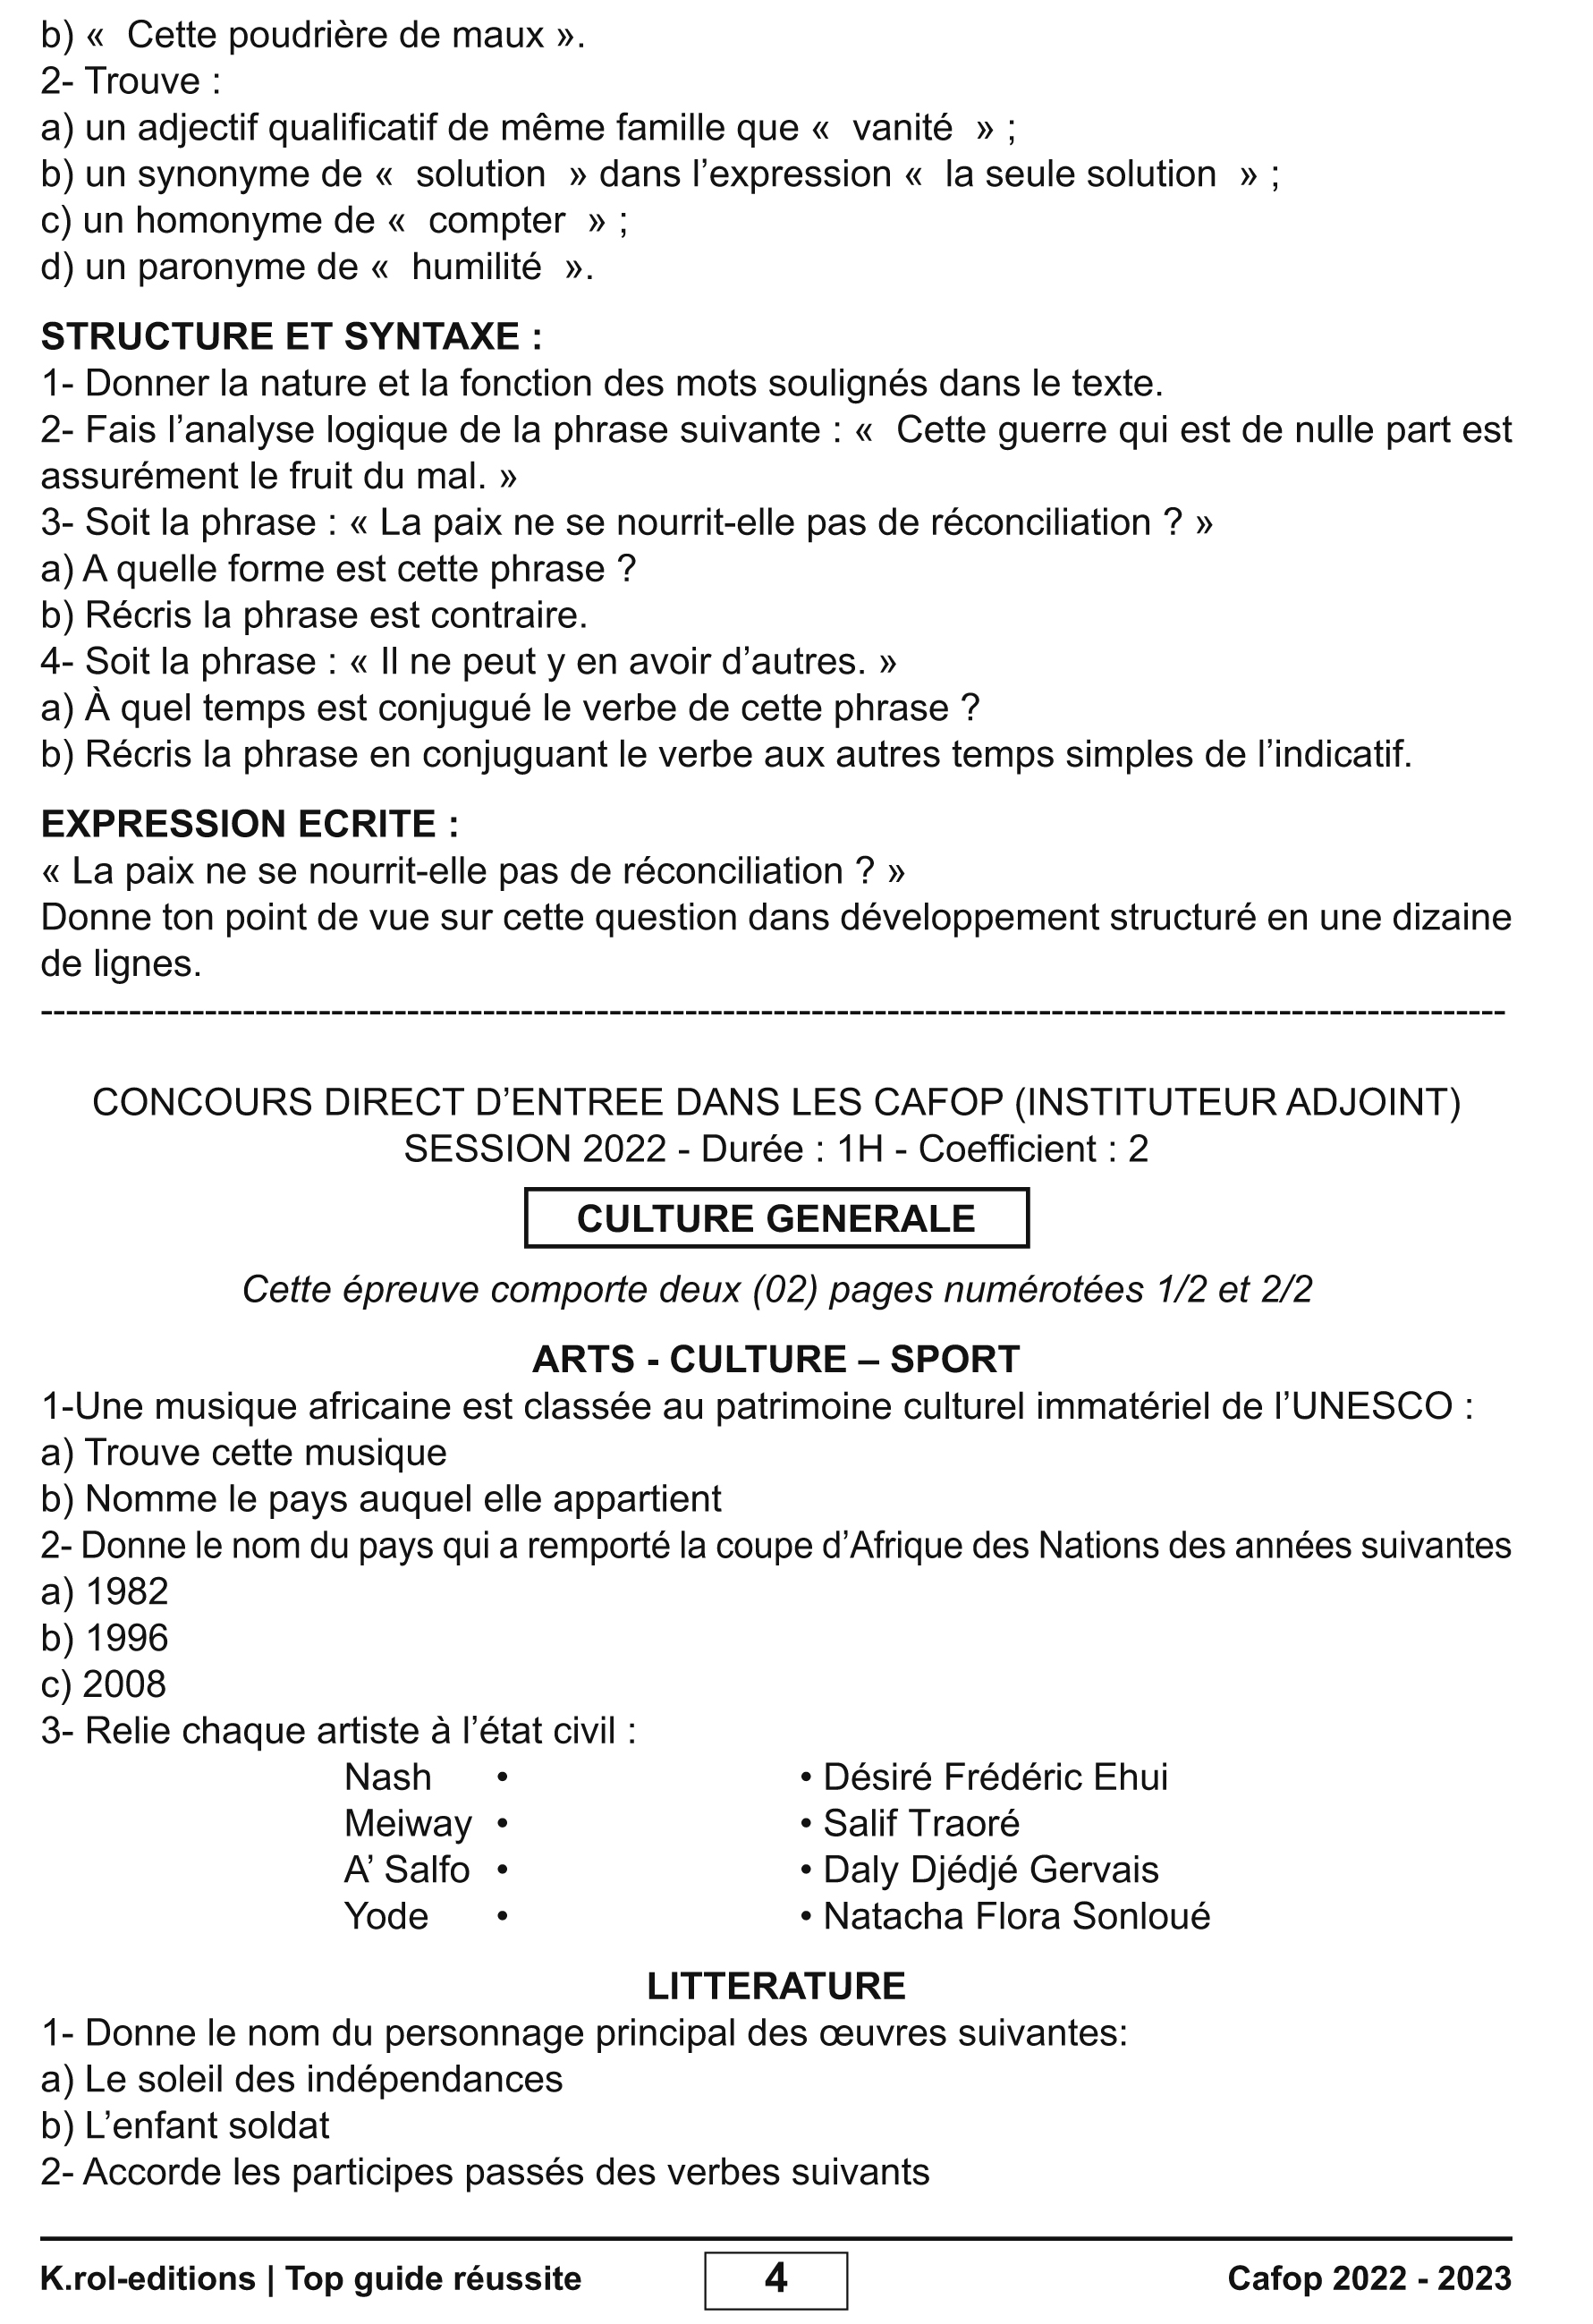 b) «  Cette poudrière de maux ».
2- Trouve :
a) un adjectif qualificatif de même famille que «  vanité  » ;
b) un synonyme de «  solution  » dans l’expression «  la seule solution  » ;
c) un homonyme de «  compter  » ;
d) un paronyme de «  humilité  ».
STRUCTURE ET SYNTAXE :
1- Donner la nature et la fonction des mots soulignés dans le texte.
2- Fais l’analyse logique de la phrase suivante : «  Cette guerre qui est de nulle part est
assurément le fruit du mal. »
3- Soit la phrase : « La paix ne se nourrit-elle pas de réconciliation ? »
a) A quelle forme est cette phrase ?
b) Récris la phrase est contraire.
4- Soit la phrase : « Il ne peut y en avoir d’autres. »
a) À quel temps est conjugué le verbe de cette phrase ?
b) Récris la phrase en conjuguant le verbe aux autres temps simples de l’indicatif.
EXPRESSION ECRITE :
« La paix ne se nourrit-elle pas de réconciliation ? »
Donne ton point de vue sur cette question dans développement structuré en une dizaine
de lignes.
--------------------------------------------------------------------------------------------------------------------
CONCOURS DIRECT D’ENTREE DANS LES CAFOP (INSTITUTEUR ADJOINT)
SESSION 2022 - Durée : 1H - Coefficient : 2
CULTURE GENERALE
Cette épreuve comporte deux (02) pages numérotées 1/2 et 2/2
ARTS - CULTURE – SPORT
1-Une musique africaine est classée au patrimoine culturel immatériel de l’UNESCO :
a) Trouve cette musique
b) Nomme le pays auquel elle appartient
2- Donne le nom du pays qui a remporté la coupe d’Afrique des Nations des années suivantes
a) 1982
b) 1996
c) 2008
3- Relie chaque artiste à l’état civil :
Nash • • Désiré Frédéric Ehui
Meiway • • Salif Traoré
A’ Salfo • • Daly Djédjé Gervais
Yode • • Natacha Flora Sonloué
LITTERATURE
1- Donne le nom du personnage principal des œuvres suivantes:
a) Le soleil des indépendances
b) L’enfant soldat
2- Accorde les participes passés des verbes suivants
K.rol-editions | Top guide réussite 4 Cafop 2022 - 2023